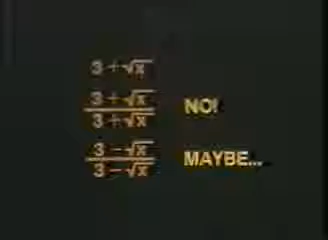 3 + √x
3 + √x / 3 + √x NO!
3 − √x / 3 − √x MAYBE...